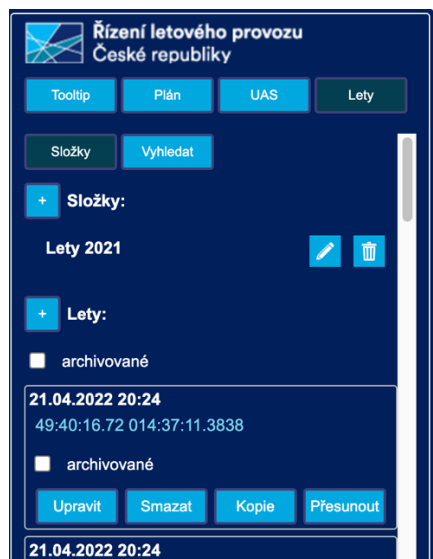 Řízení letového provozu
České republiky
Tooltip Plán UAS Lety
Složky Vyhledat
+ Složky:
Lety 2021
+ Lety:
archivované
21.04.2022 20:24
49:40:16.72 014:37:11.3838
archivované
Upravit Smazat Kopie Přesunout
21.04.2022 20:24